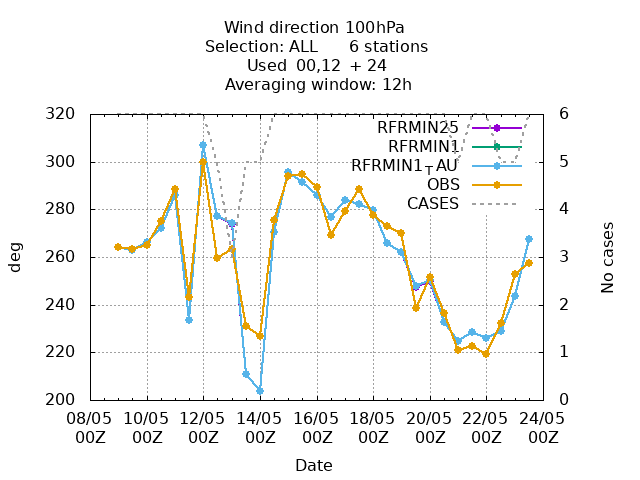 Wind direction 100hPa
Selection: ALL 6 stations
Used 00,12 + 24
Averaging window: 12h
320
300
280
260
240
220
200
deg
6
5
4
3
2
1
0
No cases
RFRMIN25
RFRMIN1
RFRMIN1TAU
OBS
CASES
08/05 10/05 12/05 14/05 16/05 18/05 20/05 22/05 24/05
00Z 00Z 00Z 00Z 00Z 00Z 00Z 00Z 00Z
Date